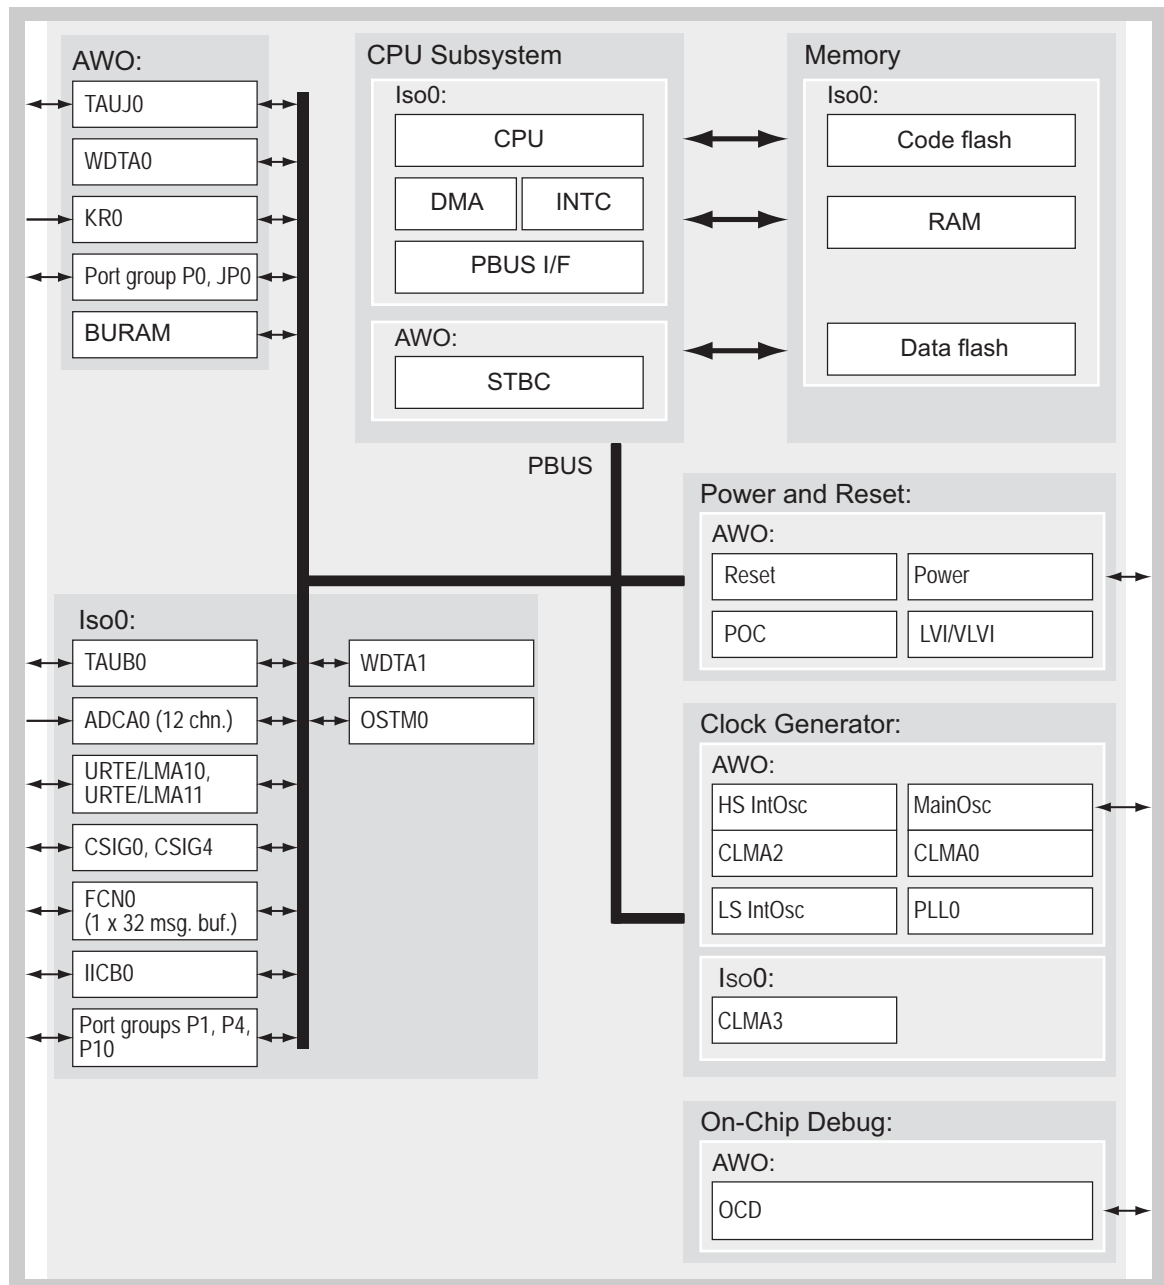 AWO:
TAUJ0
WDTA0
KR0
Port group P0, JP0
BURAM
CPU Subsystem
Iso0:
CPU
DMA
INTC
PBUS I/F
AWO:
STBC
Memory
Iso0:
Code flash
RAM
Data flash
PBUS
Power and Reset:
AWO:
Reset
Power
POC
LVI/VLVI
Iso0:
TAUB0
ADCA0 (12 chn.)
URTE/LMA10,
URTE/LMA11
CSIG0, CSIG4
FCN0
(1 x 32 msg. buf.)
IICB0
Port groups P1, P4,
P10
WDTA1
OSTM0
Clock Generator:
AWO:
HS IntOsc
MainOsc
CLMA2
CLMA0
LS IntOsc
PLL0
Iso0:
CLMA3
On-Chip Debug:
AWO:
OCD